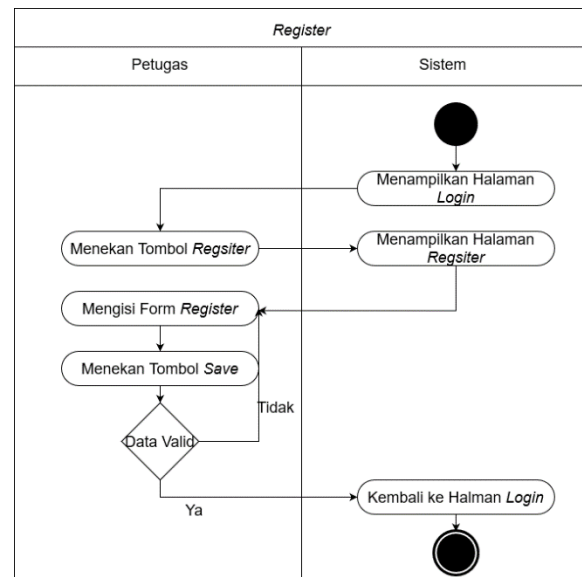 Register
Petugas
Sistem
Menampilkan Halaman
Login
Menekan Tombol Regsiter
Menampilkan Halaman
Regsiter
Mengisi Form Register
Menekan Tombol Save
Tidak
Data Valid
Ya
Kembali ke Halman Login